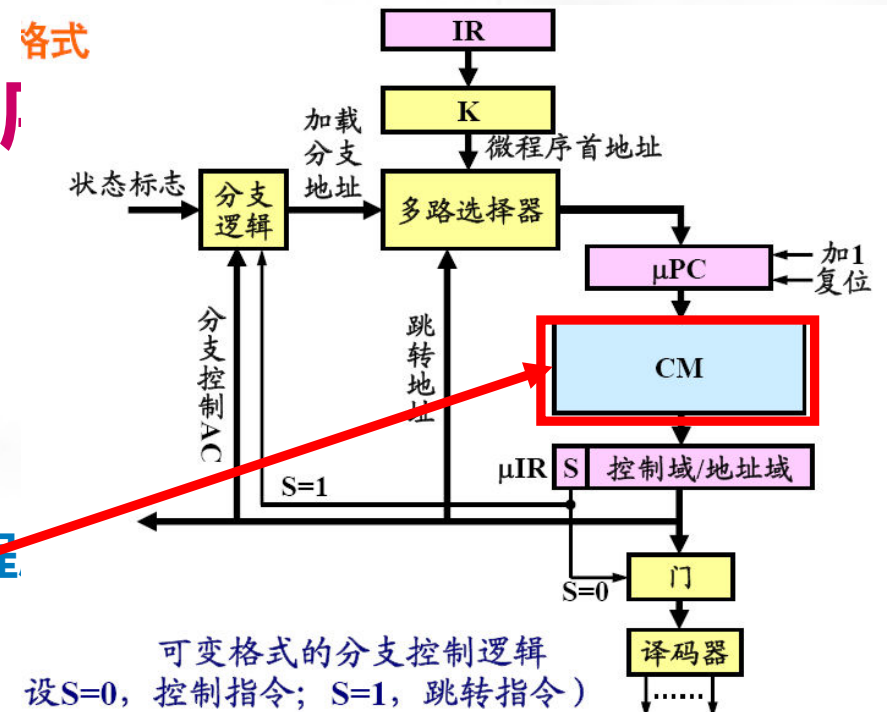 格式
IR
K
微程序首地址
加载
分支
地址
状态标志
分支
逻辑
多路选择器
μPC
加1
复位
CM
分支控制AC
跳转地址
μIR
S
控制域/地址域
S=1
S=0
门
译码器
......
可变格式的分支控制逻辑
设S=0，控制指令；S=1，跳转指令）